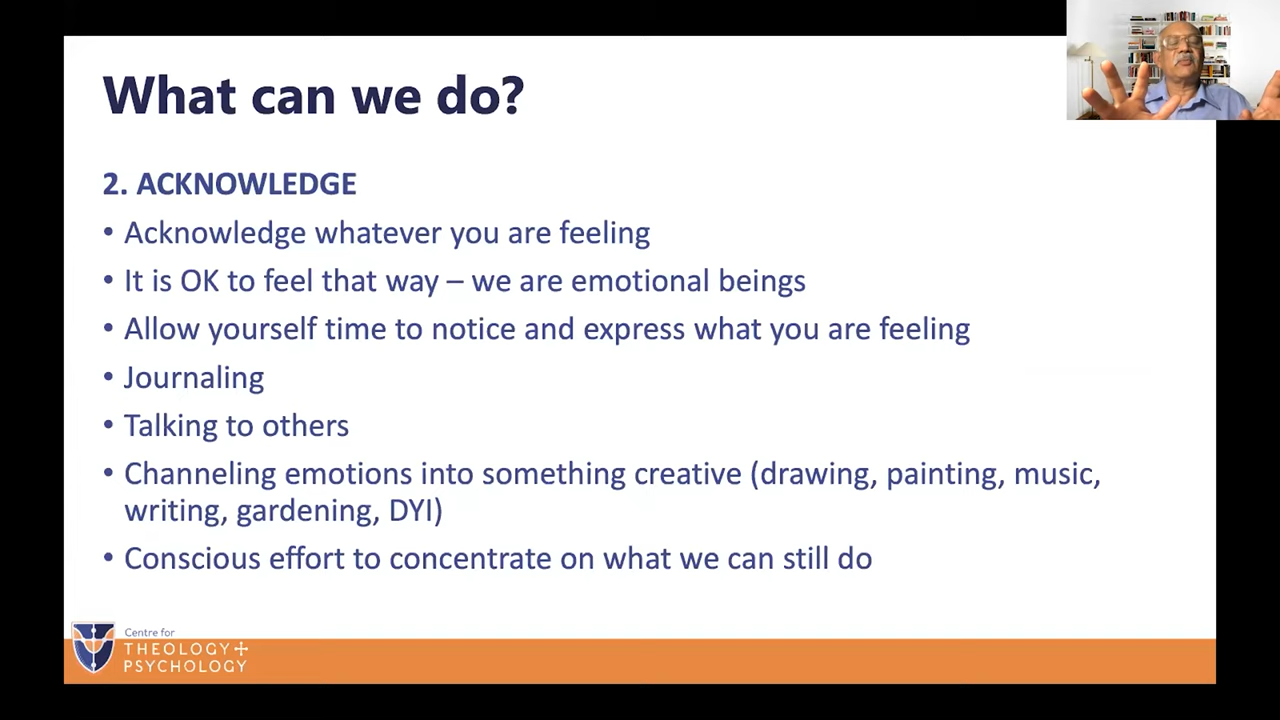 What can we do?
2. ACKNOWLEDGE
• Acknowledge whatever you are feeling
• It is OK to feel that way – we are emotional beings
• Allow yourself time to notice and express what you are feeling
• Journaling
• Talking to others
• Channeling emotions into something creative (drawing, painting, music,
writing, gardening, DYI)
• Conscious effort to concentrate on what we can still do
Centre for
THEOLOGY+
PSYCHOLOGY